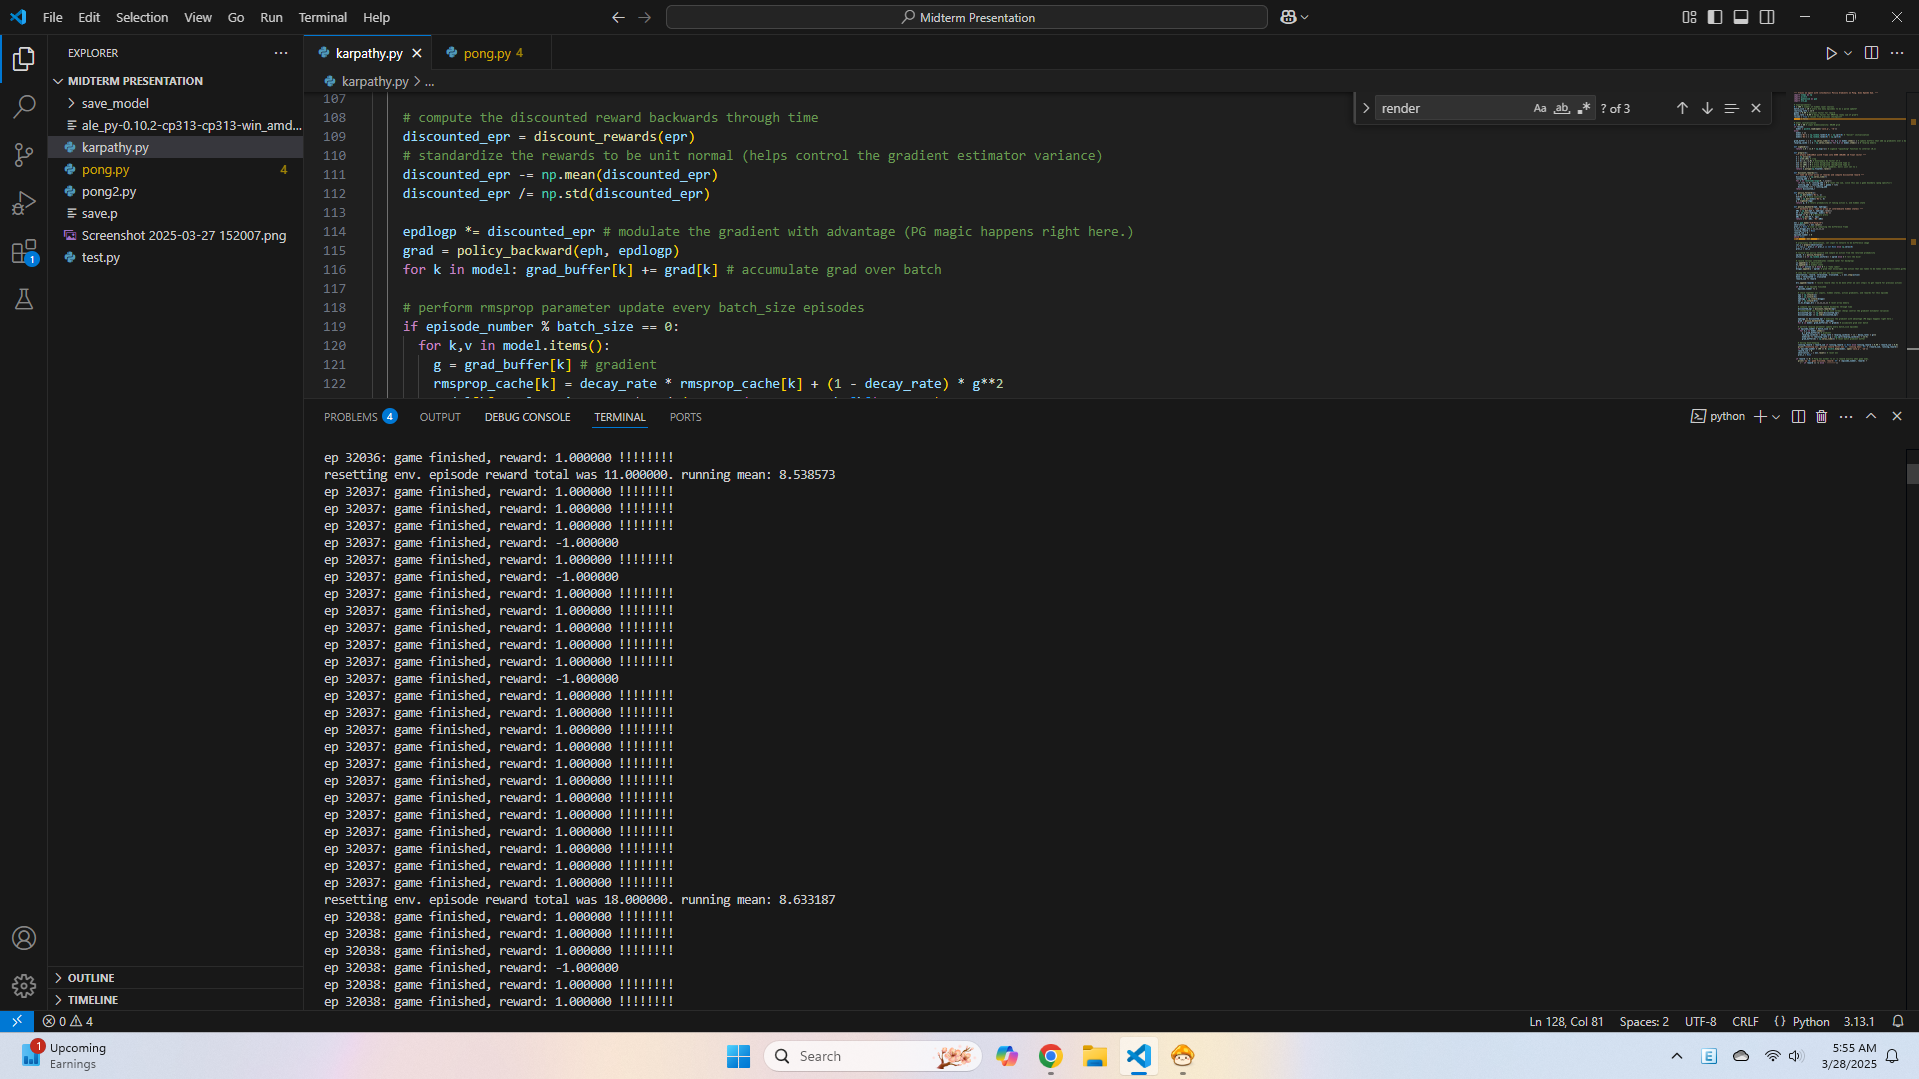 File Edit Selection View Go Run Terminal Help
Midterm Presentation
EXPLORER
MIDTERM PRESENTATION
save_model
ale_py-0.10.2-cp313-cp313-win_amd...
karpathy.py
pong.py 4
pong2.py
save.p
Screenshot 2025-03-27 152007.png
test.py
1
OUTLINE
TIMELINE
karpathy.py
pong.py 4
karpathy.py > ...
render Aa ab ? of 3
107
108 # compute the discounted reward backwards through time
109 discounted_epr = discount_rewards(epr)
110 # standardize the rewards to be unit normal (helps control the gradient estimator variance)
111 discounted_epr -= np.mean(discounted_epr)
112 discounted_epr /= np.std(discounted_epr)
113
114 epdlogp *= discounted_epr # modulate the gradient with advantage (PG magic happens right here.)
115 grad = policy_backward(eph, epdlogp)
116 for k in model: grad_buffer[k] += grad[k] # accumulate grad over batch
117
118 # perform rmsprop parameter update every batch_size episodes
119 if episode_number % batch_size == 0:
120 for k,v in model.items():
121 g = grad_buffer[k] # gradient
122 rmsprop_cache[k] = decay_rate * rmsprop_cache[k] + (1 - decay_rate) * g**2
PROBLEMS 4 OUTPUT DEBUG CONSOLE TERMINAL PORTS
python
ep 32036: game finished, reward: 1.000000 !!!!!!!!
resetting env. episode reward total was 11.000000. running mean: 8.538573
ep 32037: game finished, reward: 1.000000 !!!!!!!!
ep 32037: game finished, reward: 1.000000 !!!!!!!!
ep 32037: game finished, reward: 1.000000 !!!!!!!!
ep 32037: game finished, reward: -1.000000
ep 32037: game finished, reward: 1.000000 !!!!!!!!
ep 32037: game finished, reward: -1.000000
ep 32037: game finished, reward: 1.000000 !!!!!!!!
ep 32037: game finished, reward: 1.000000 !!!!!!!!
ep 32037: game finished, reward: 1.000000 !!!!!!!!
ep 32037: game finished, reward: 1.000000 !!!!!!!!
ep 32037: game finished, reward: 1.000000 !!!!!!!!
ep 32037: game finished, reward: -1.000000
ep 32037: game finished, reward: 1.000000 !!!!!!!!
ep 32037: game finished, reward: 1.000000 !!!!!!!!
ep 32037: game finished, reward: 1.000000 !!!!!!!!
ep 32037: game finished, reward: 1.000000 !!!!!!!!
ep 32037: game finished, reward: 1.000000 !!!!!!!!
ep 32037: game finished, reward: 1.000000 !!!!!!!!
ep 32037: game finished, reward: 1.000000 !!!!!!!!
ep 32037: game finished, reward: 1.000000 !!!!!!!!
ep 32037: game finished, reward: 1.000000 !!!!!!!!
ep 32037: game finished, reward: 1.000000 !!!!!!!!
ep 32037: game finished, reward: 1.000000 !!!!!!!!
ep 32037: game finished, reward: 1.000000 !!!!!!!!
resetting env. episode reward total was 18.000000. running mean: 8.633187
ep 32038: game finished, reward: 1.000000 !!!!!!!!
ep 32038: game finished, reward: 1.000000 !!!!!!!!
ep 32038: game finished, reward: 1.000000 !!!!!!!!
ep 32038: game finished, reward: -1.000000
ep 32038: game finished, reward: 1.000000 !!!!!!!!
ep 32038: game finished, reward: 1.000000 !!!!!!!!
0 4
Ln 128, Col 81 Spaces: 2 UTF-8 CRLF {} Python 3.13.1
1
Upcoming
Earnings
Search
E
5:55 AM
3/28/2025